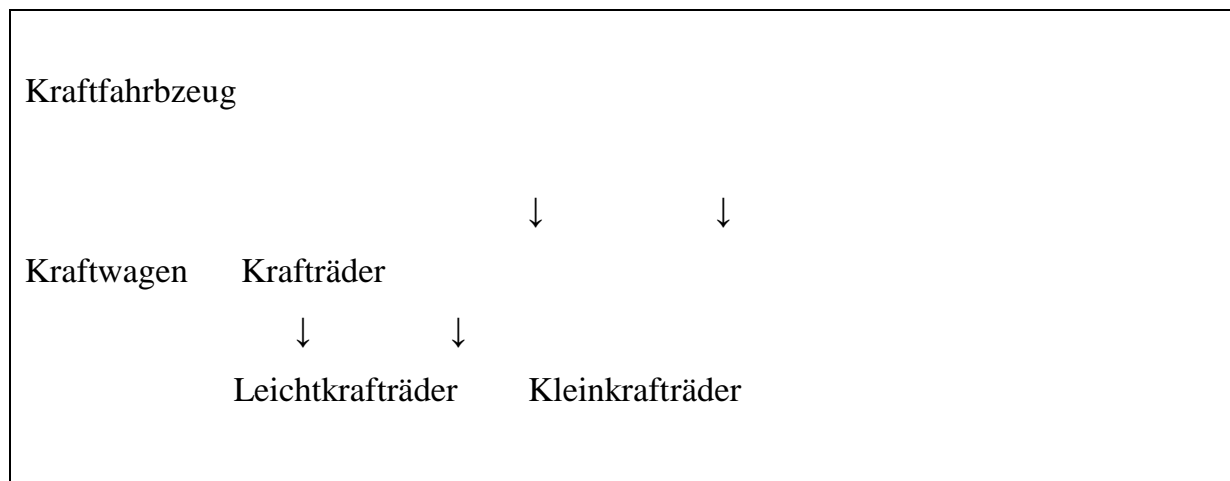 Kraftfahrbzeug
↓ ↓
Kraftwagen Krafträder
↓ ↓
Leichtkrafträder Kleinkrafträder